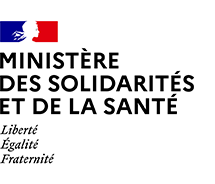 MINISTÈRE
DES SOLIDARITÉS
ET DE LA SANTÉ
Liberté
Égalité
Fraternité